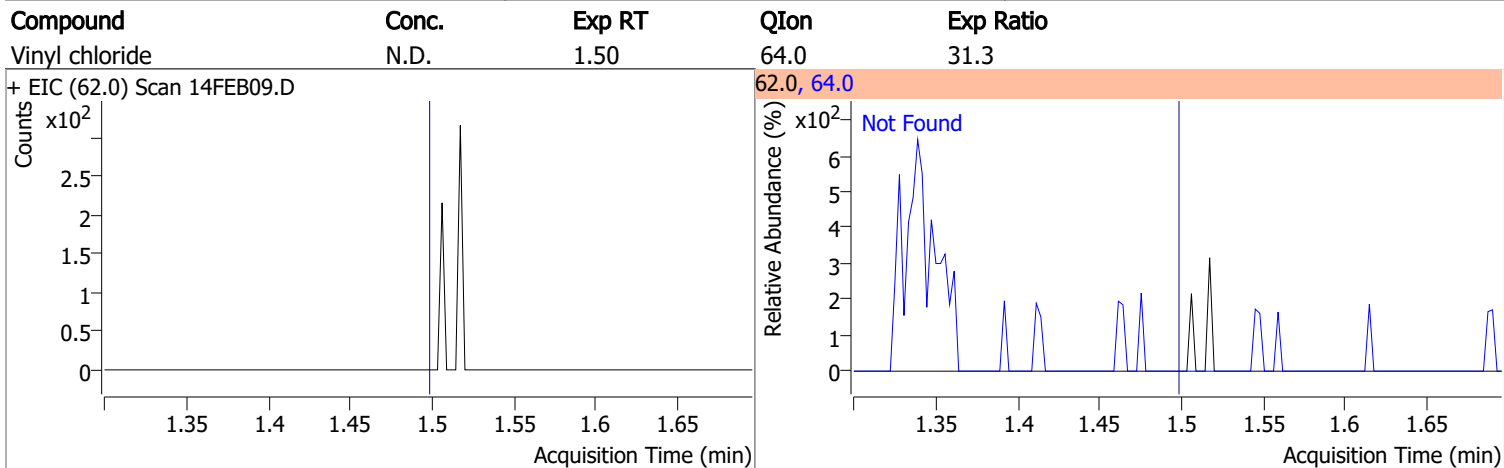 Compound Conc. Exp RT QIon Exp Ratio
Vinyl chloride N.D. 1.50 64.0 31.3
+ EIC (62.0) Scan 14FEB09.D
Counts
x10²
2.5
2
1.5
1
0.5
0
1.35 1.4 1.45 1.5 1.55 1.6 1.65
Acquisition Time (min)
62.0, 64.0
Relative Abundance (%)
x10²
Not Found
6
5
4
3
2
1
0
1.35 1.4 1.45 1.5 1.55 1.6 1.65
Acquisition Time (min)